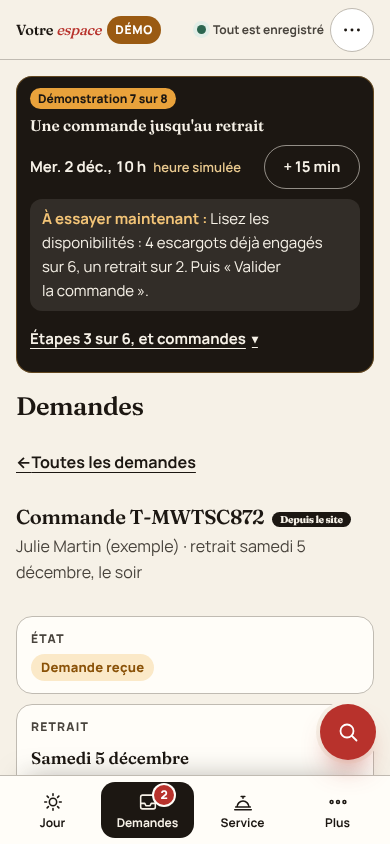 Votre espace DÉMO
Tout est enregistré
Démonstration 7 sur 8
Une commande jusqu'au retrait
Mer. 2 déc., 10 h heure simulée
+ 15 min
À essayer maintenant : Lisez les
disponibilités : 4 escargots déjà engagés
sur 6, un retrait sur 2. Puis « Valider
la commande ».
Étapes 3 sur 6, et commandes ▾
Demandes
←Toutes les demandes
Commande T-MWTSC872 Depuis le site
Julie Martin (exemple) · retrait samedi 5
décembre, le soir
ÉTAT
Demande reçue
RETRAIT
Samedi 5 décembre
2
Jour
Demandes
Service
Plus